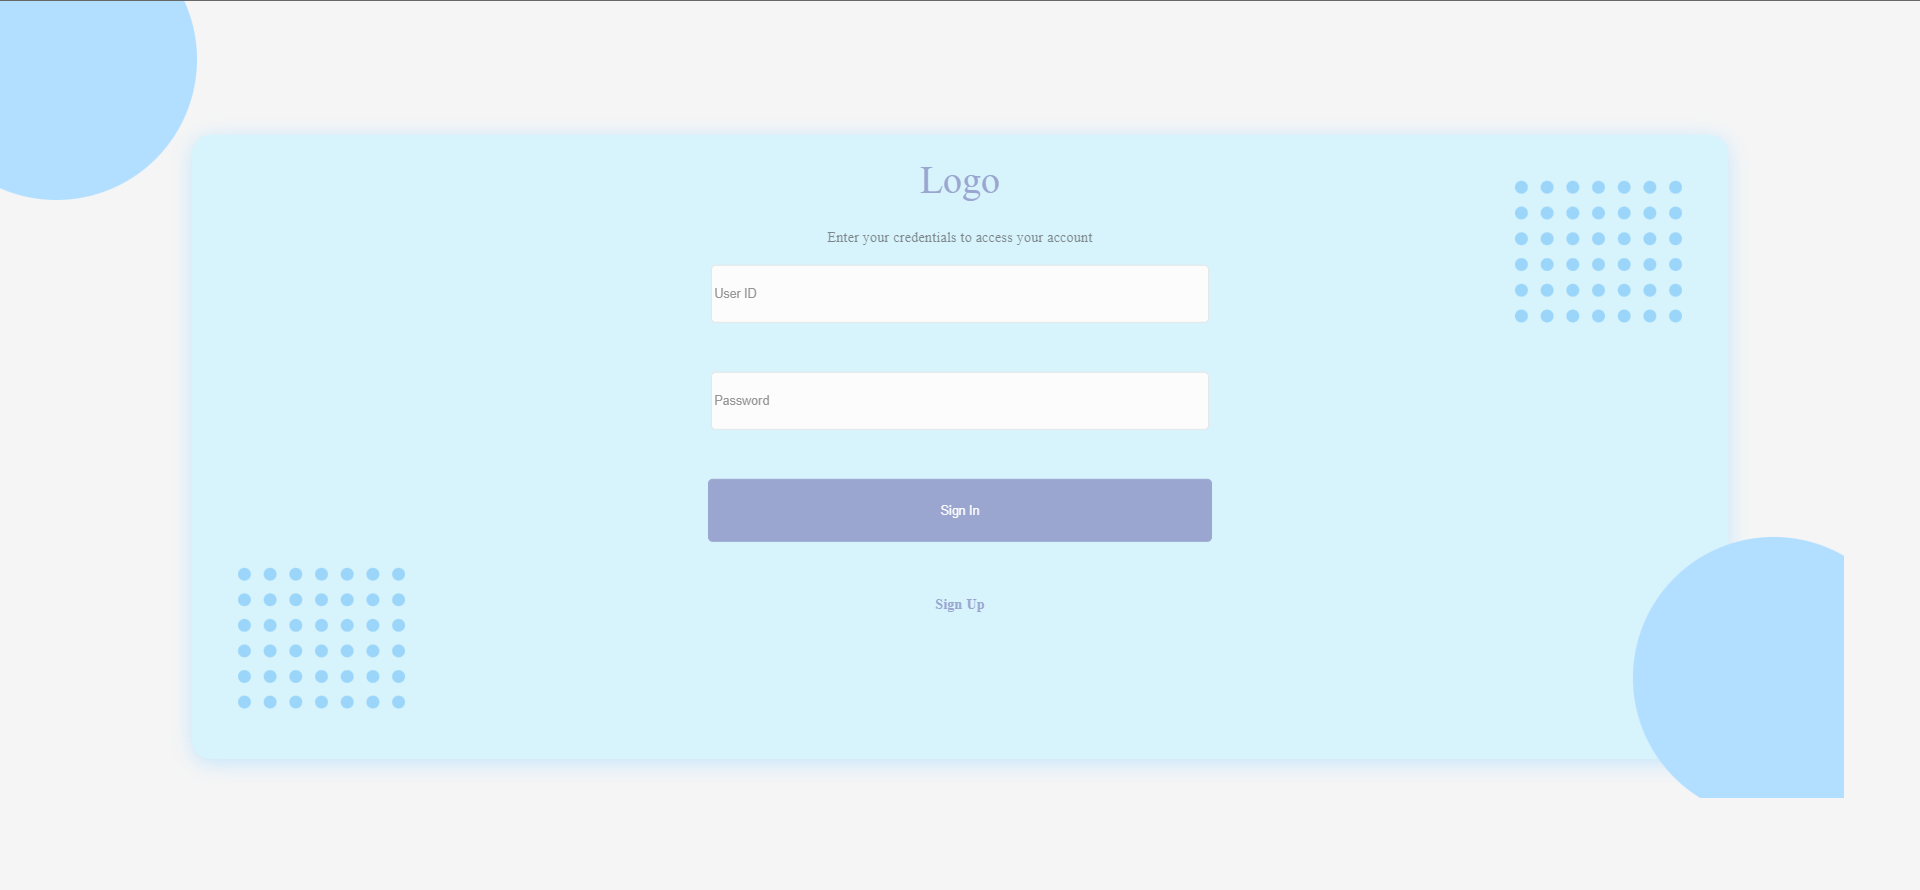 Logo
Enter your credentials to access your account
User ID
Password
Sign In
Sign Up